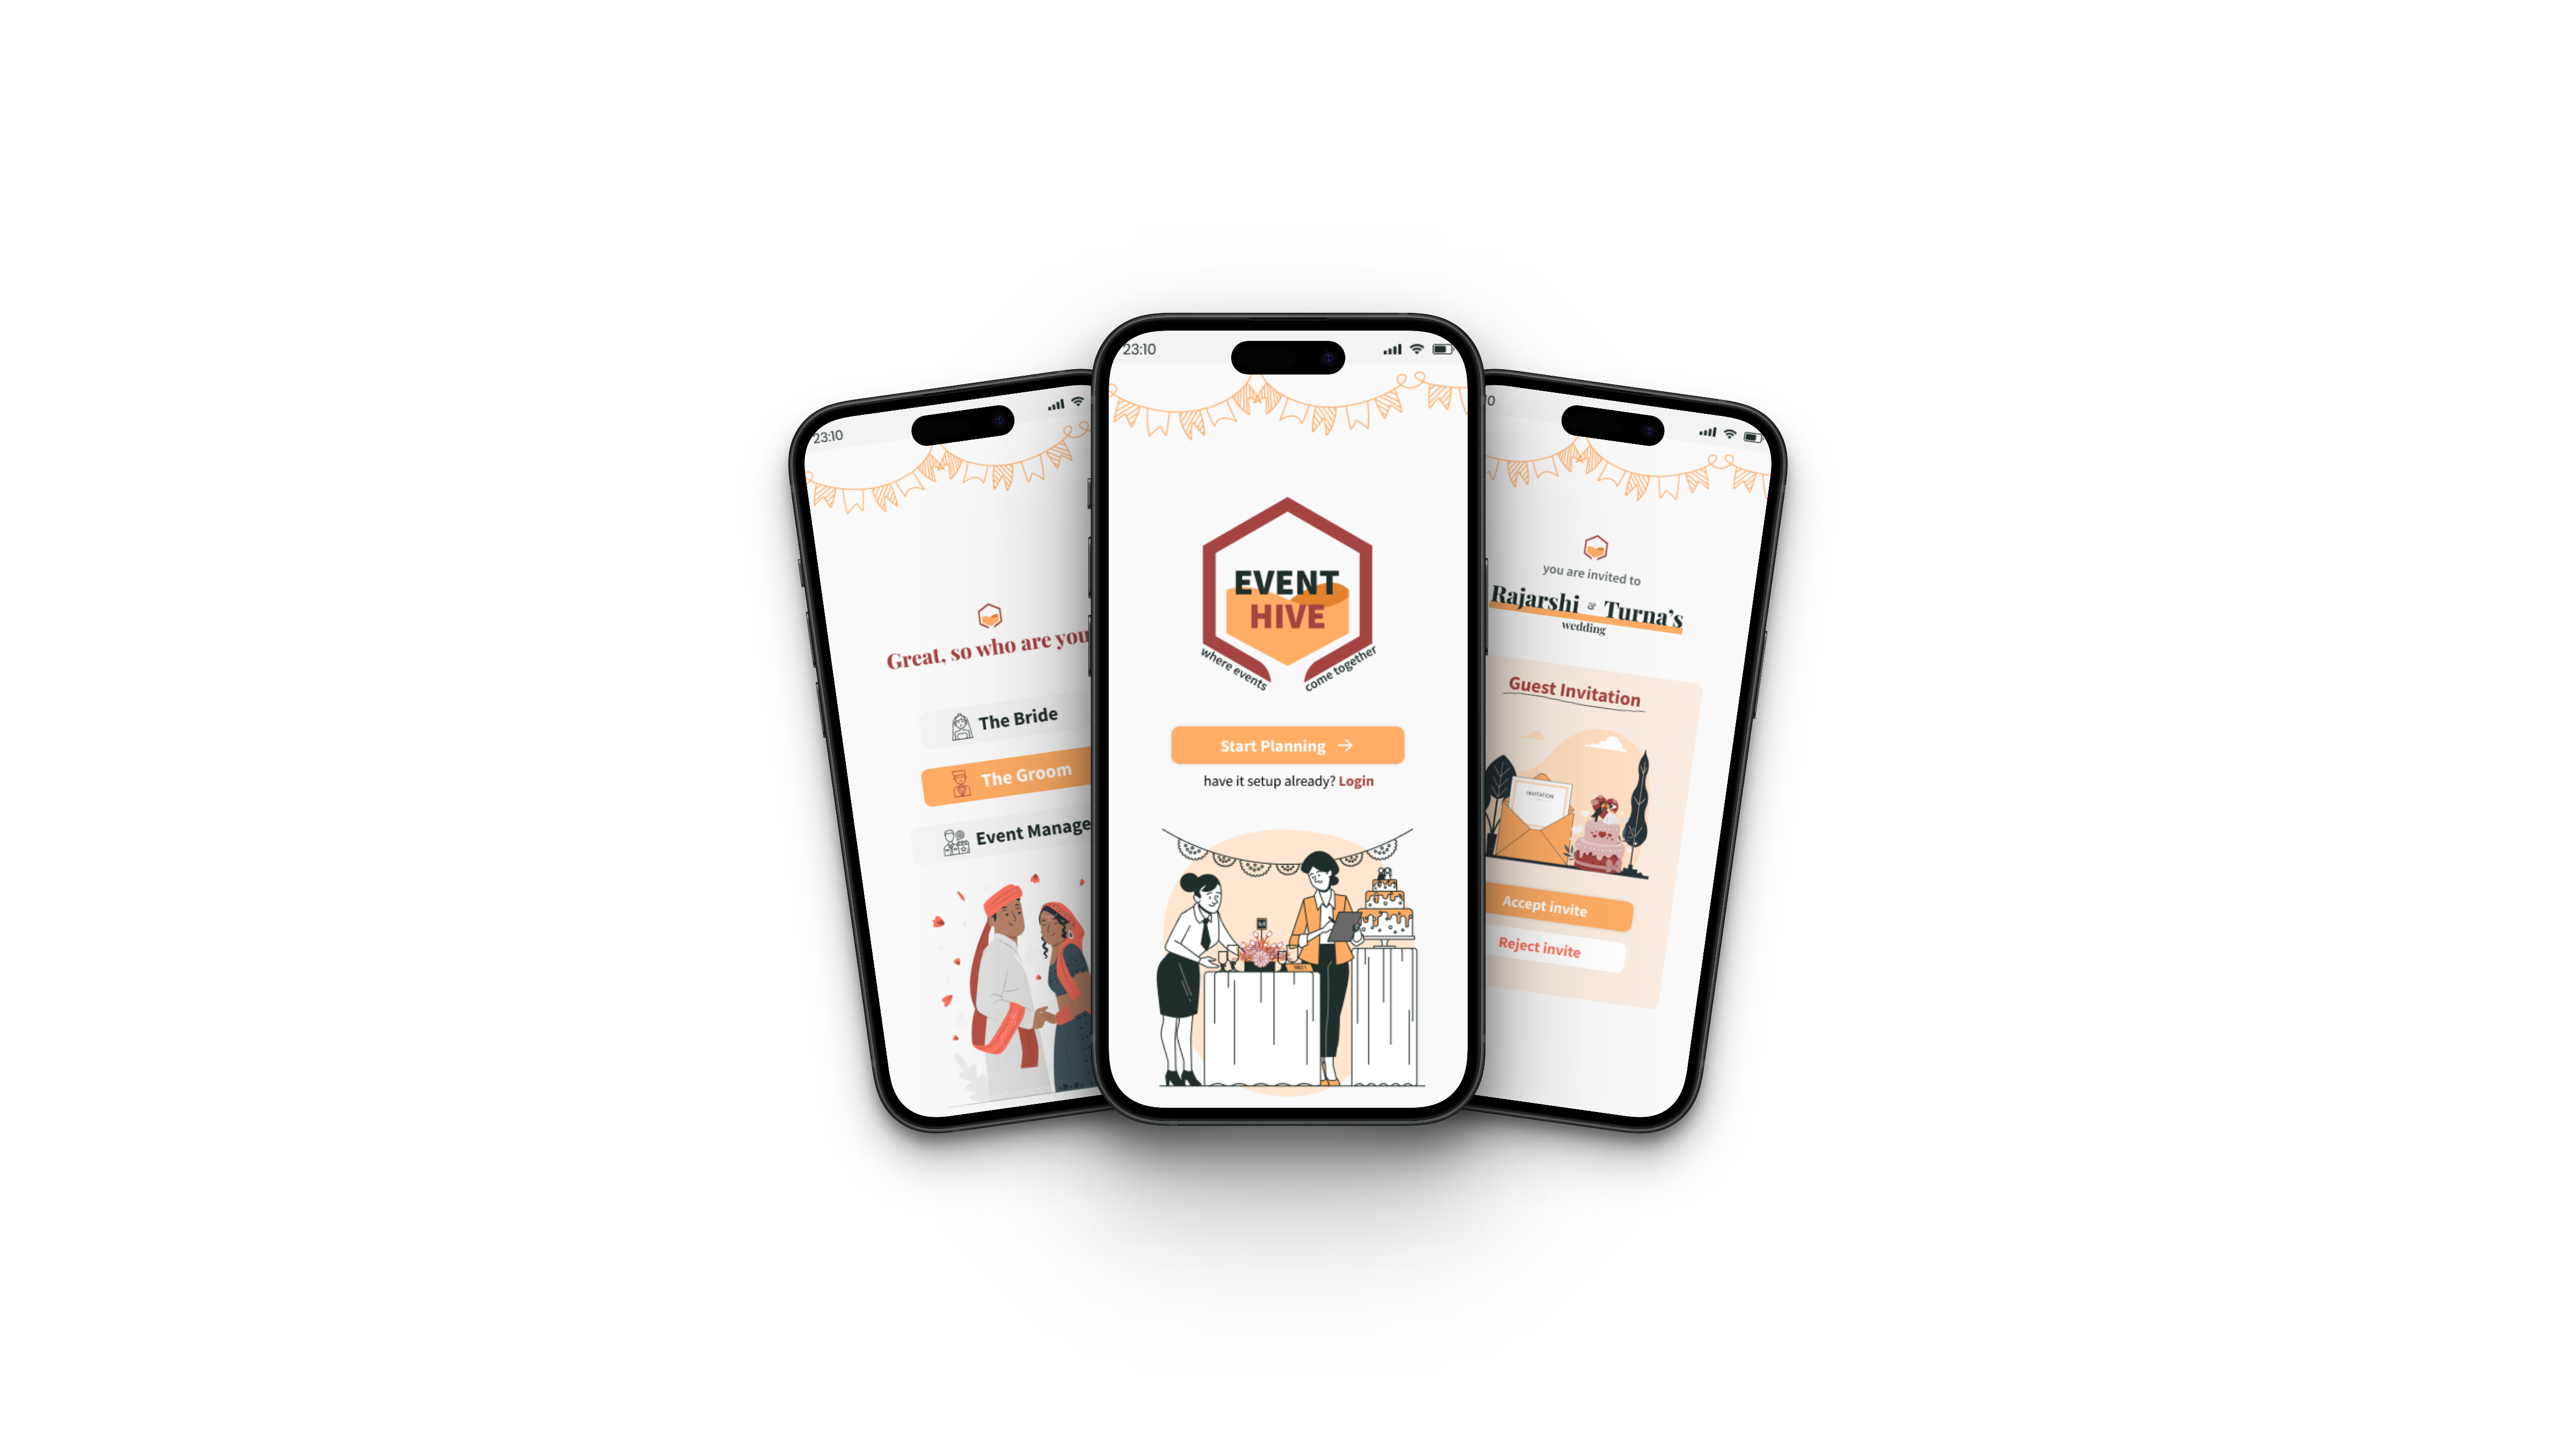 23:10
Great, so who are you
The Bride
The Groom
Event Manage
23:10
EVENT
HIVE
where events come together
Start Planning →
have it setup already? Login
you are invited to
Rajarshi & Turna's
wedding
Guest Invitation
INVITATION
Accept invite
Reject invite